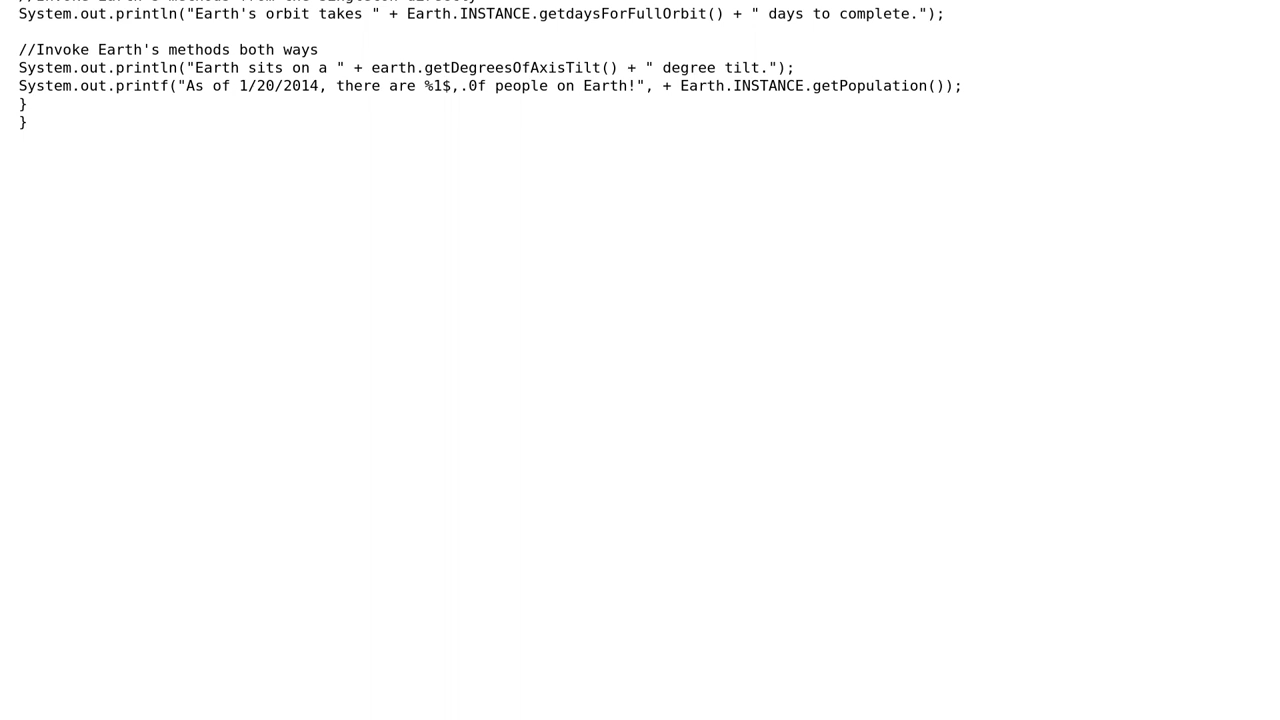 System.out.println("Earth's orbit takes " + Earth.INSTANCE.getdaysForFullOrbit() + " days to complete.");
//Invoke Earth's methods both ways
System.out.println("Earth sits on a " + earth.getDegreesOfAxisTilt() + " degree tilt.");
System.out.printf("As of 1/20/2014, there are %1$,.0f people on Earth!", + Earth.INSTANCE.getPopulation());
}
}